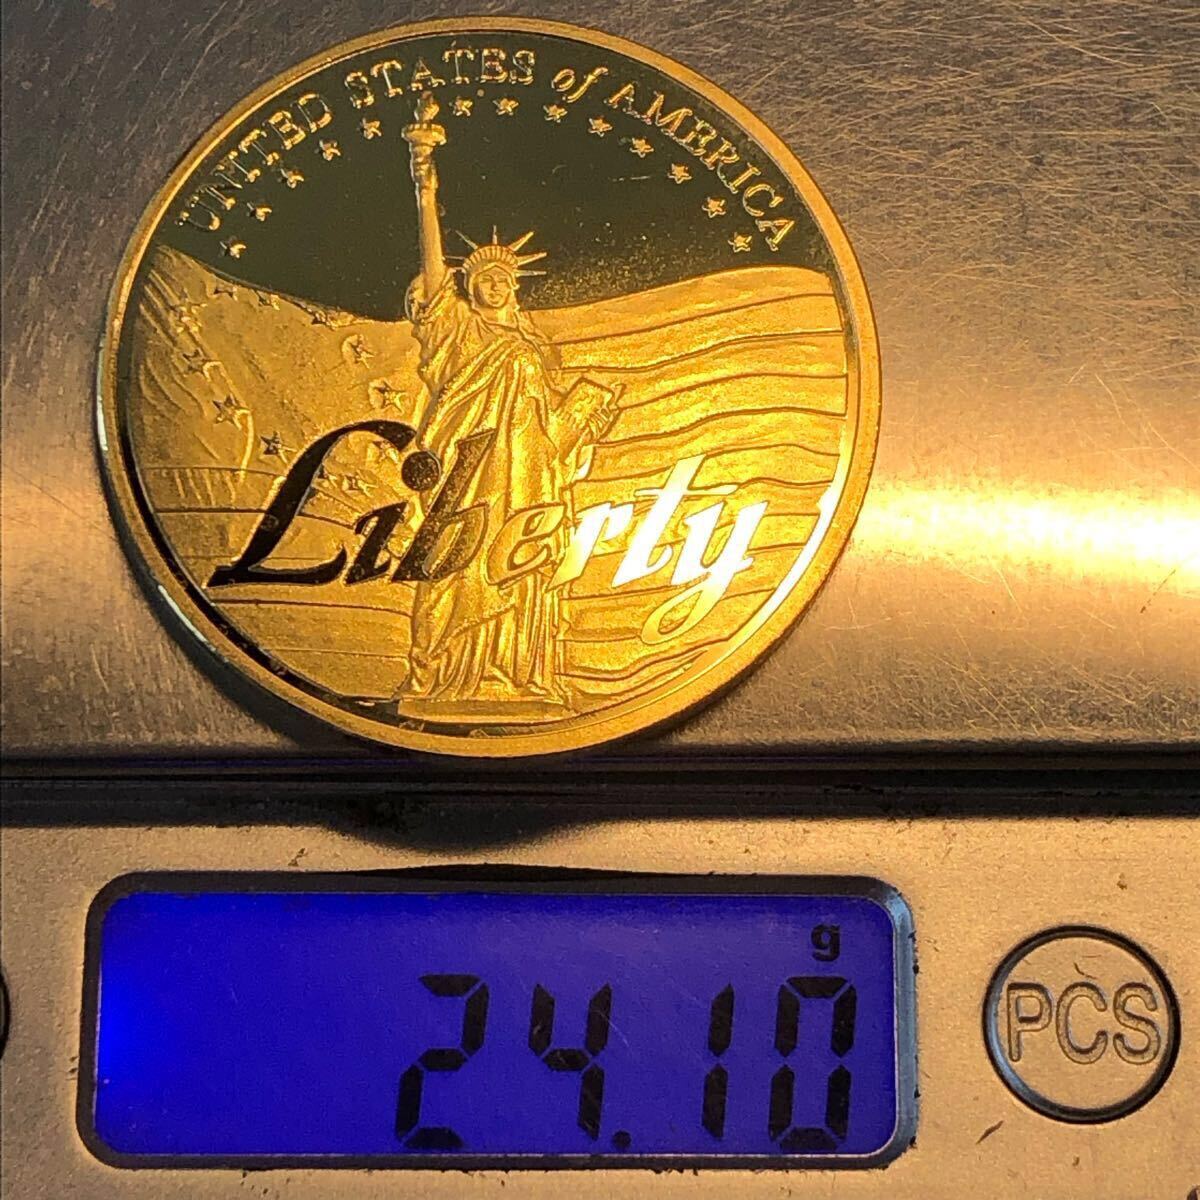 UNITED STATES of AMERICA
Liberty
g
24.10
PCS